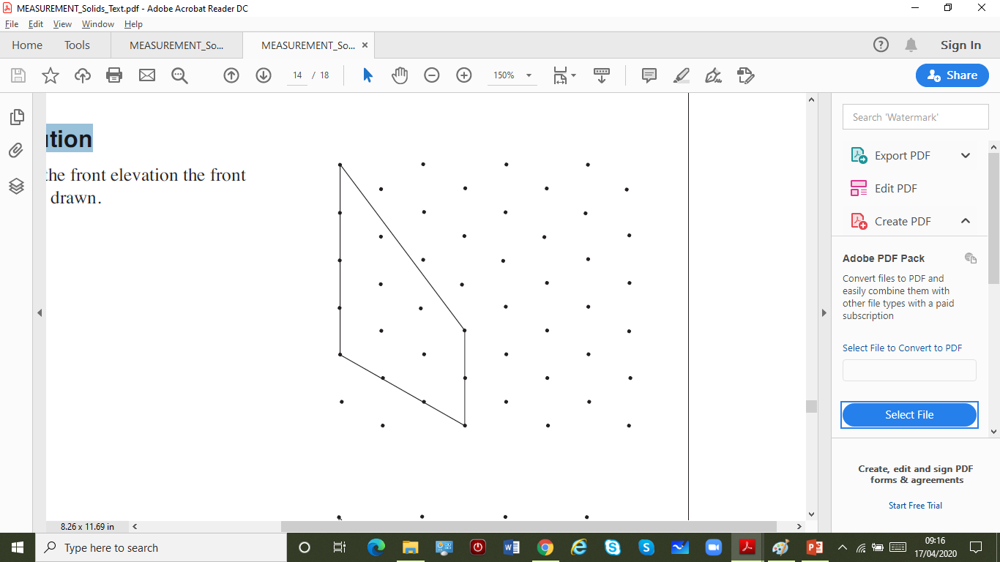 MEASUREMENT_Solids_Text.pdf - Adobe Acrobat Reader DC
File Edit View Window Help
Home Tools MEASUREMENT_So... MEASUREMENT_So... × Sign In
14 / 18 150% Share
Search 'Watermark'
ution
the front elevation the front
drawn.
Export PDF
Edit PDF
Create PDF
Adobe PDF Pack
Convert files to PDF and
easily combine them with
other file types with a paid
subscription
Select File to Convert to PDF
Select File
Create, edit and sign PDF
forms & agreements
Start Free Trial
8.26 x 11.69 in
Type here to search
09:16
17/04/2020